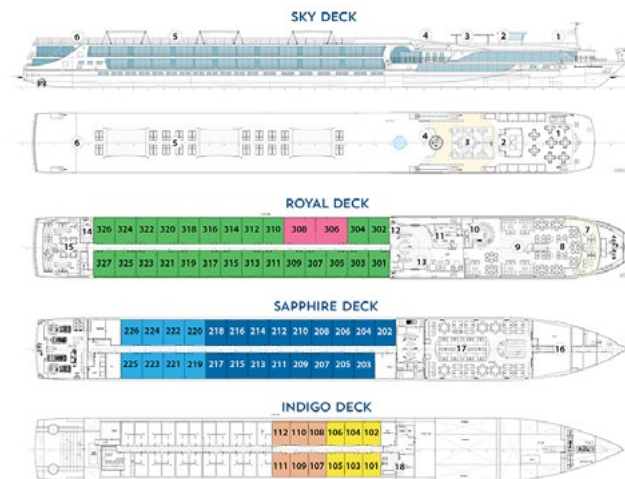 SKY DECK
6 5 4 3 2 1
6 5 4 3 2 1
ROYAL DECK
326 324 322 320 318 316 314 312 310 308 306 304 302
14 12 11 10 7
15 13 9 8
327 325 323 321 319 317 315 313 311 309 307 305 303 301
SAPPHIRE DECK
226 224 222 220 218 216 214 212 210 208 206 204 202
17 16
225 223 221 219 217 215 213 211 209 207 205 203
INDIGO DECK
112 110 108 106 104 102
111 109 107 105 103 101 18